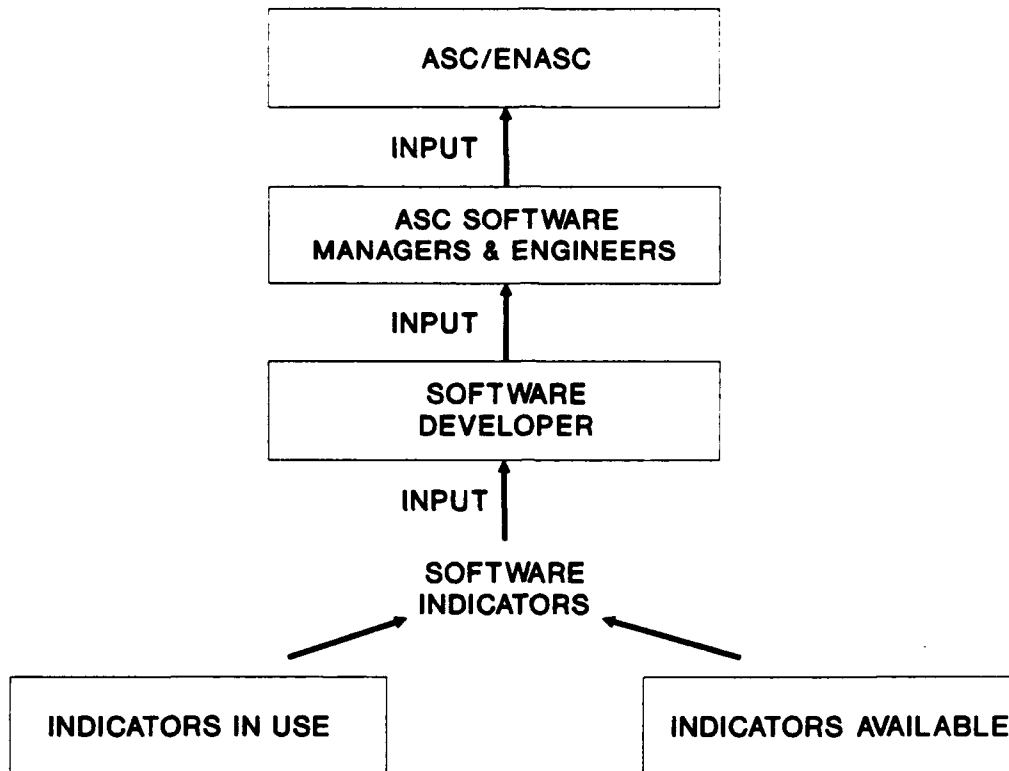 ASC/ENASC
INPUT
ASC SOFTWARE
MANAGERS & ENGINEERS
INPUT
SOFTWARE
DEVELOPER
INPUT
SOFTWARE
INDICATORS
INDICATORS IN USE
INDICATORS AVAILABLE